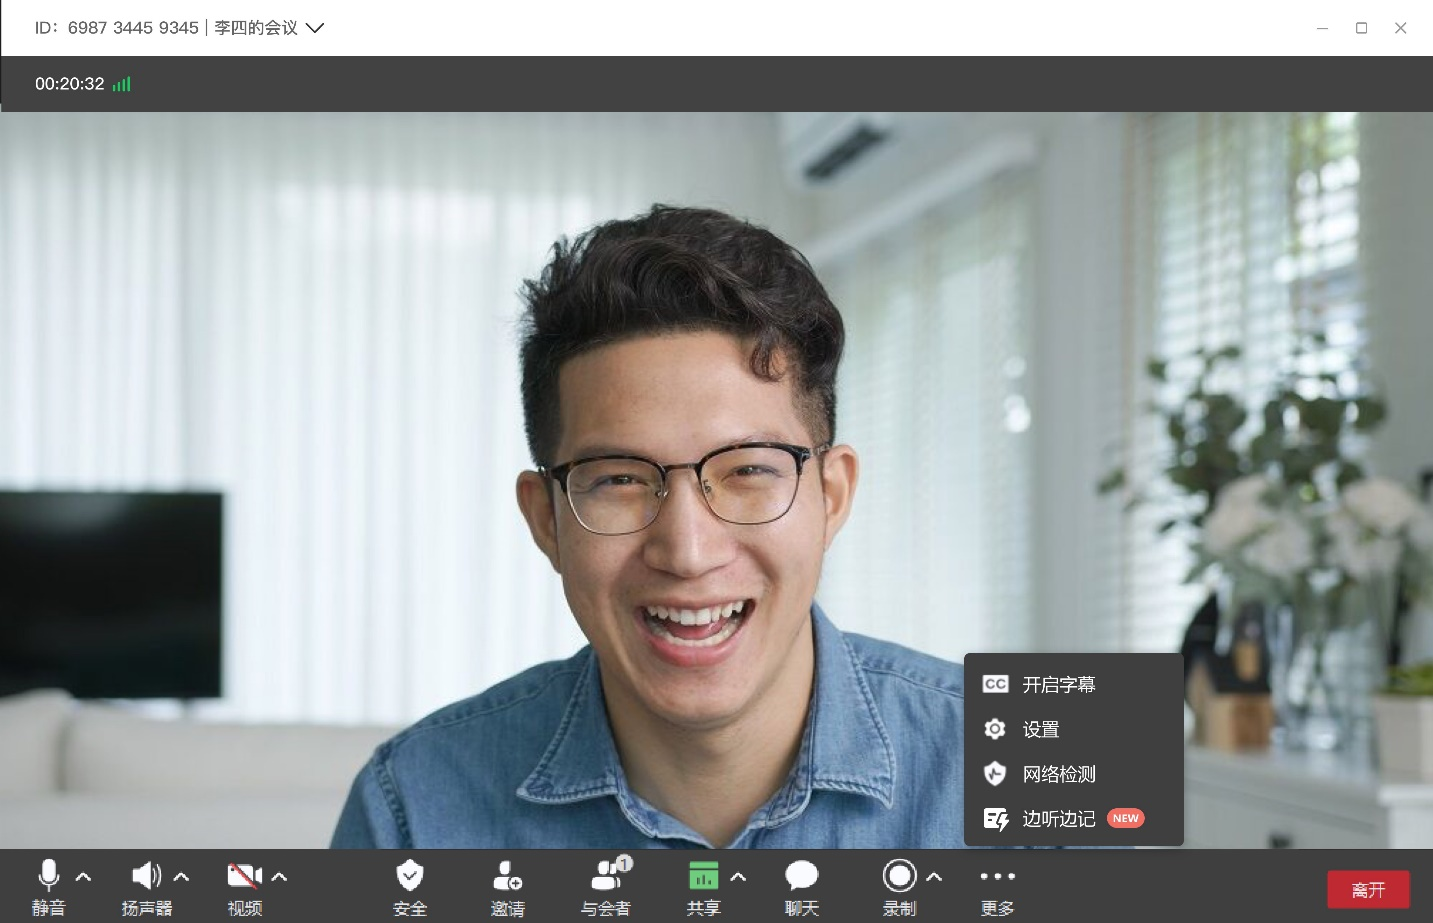 ID：6987 3445 9345 | 李四的会议
00:20:32
CC 开启字幕
设置
网络检测
边听边记 NEW
1
静音 扬声器 视频 安全 邀请 与会者 共享 聊天 录制 更多 离开